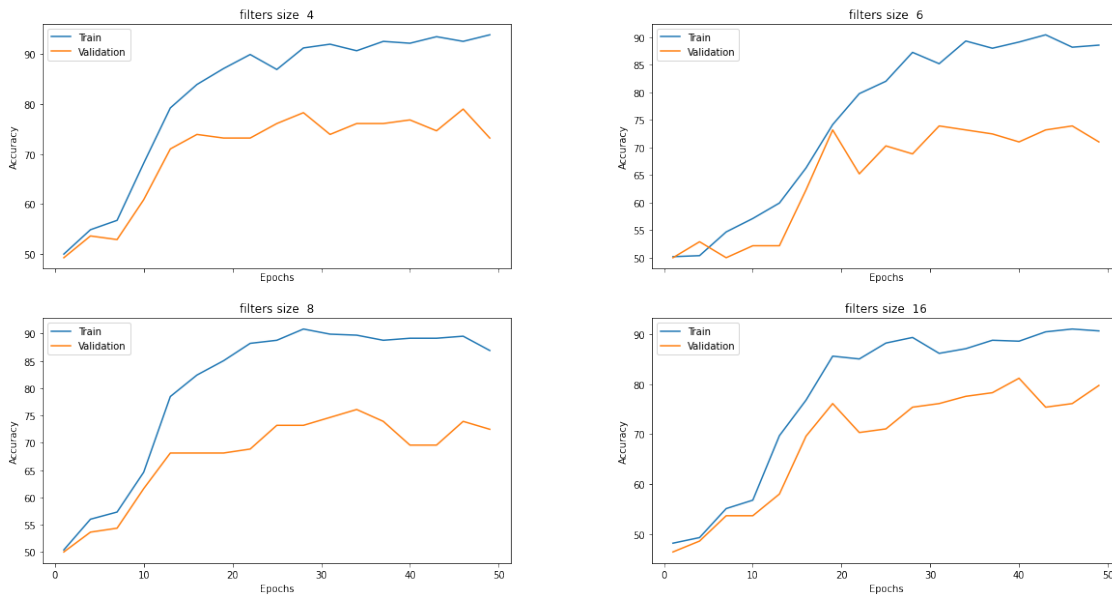 filters size 4
Train
Validation
90
80
70
60
50
Accuracy
Epochs
filters size 6
Train
Validation
90
85
80
75
70
65
60
55
50
Accuracy
Epochs
filters size 8
Train
Validation
90
85
80
75
70
65
60
55
50
Accuracy
0 10 20 30 40 50
Epochs
filters size 16
Train
Validation
90
80
70
60
50
Accuracy
0 10 20 30 40 50
Epochs